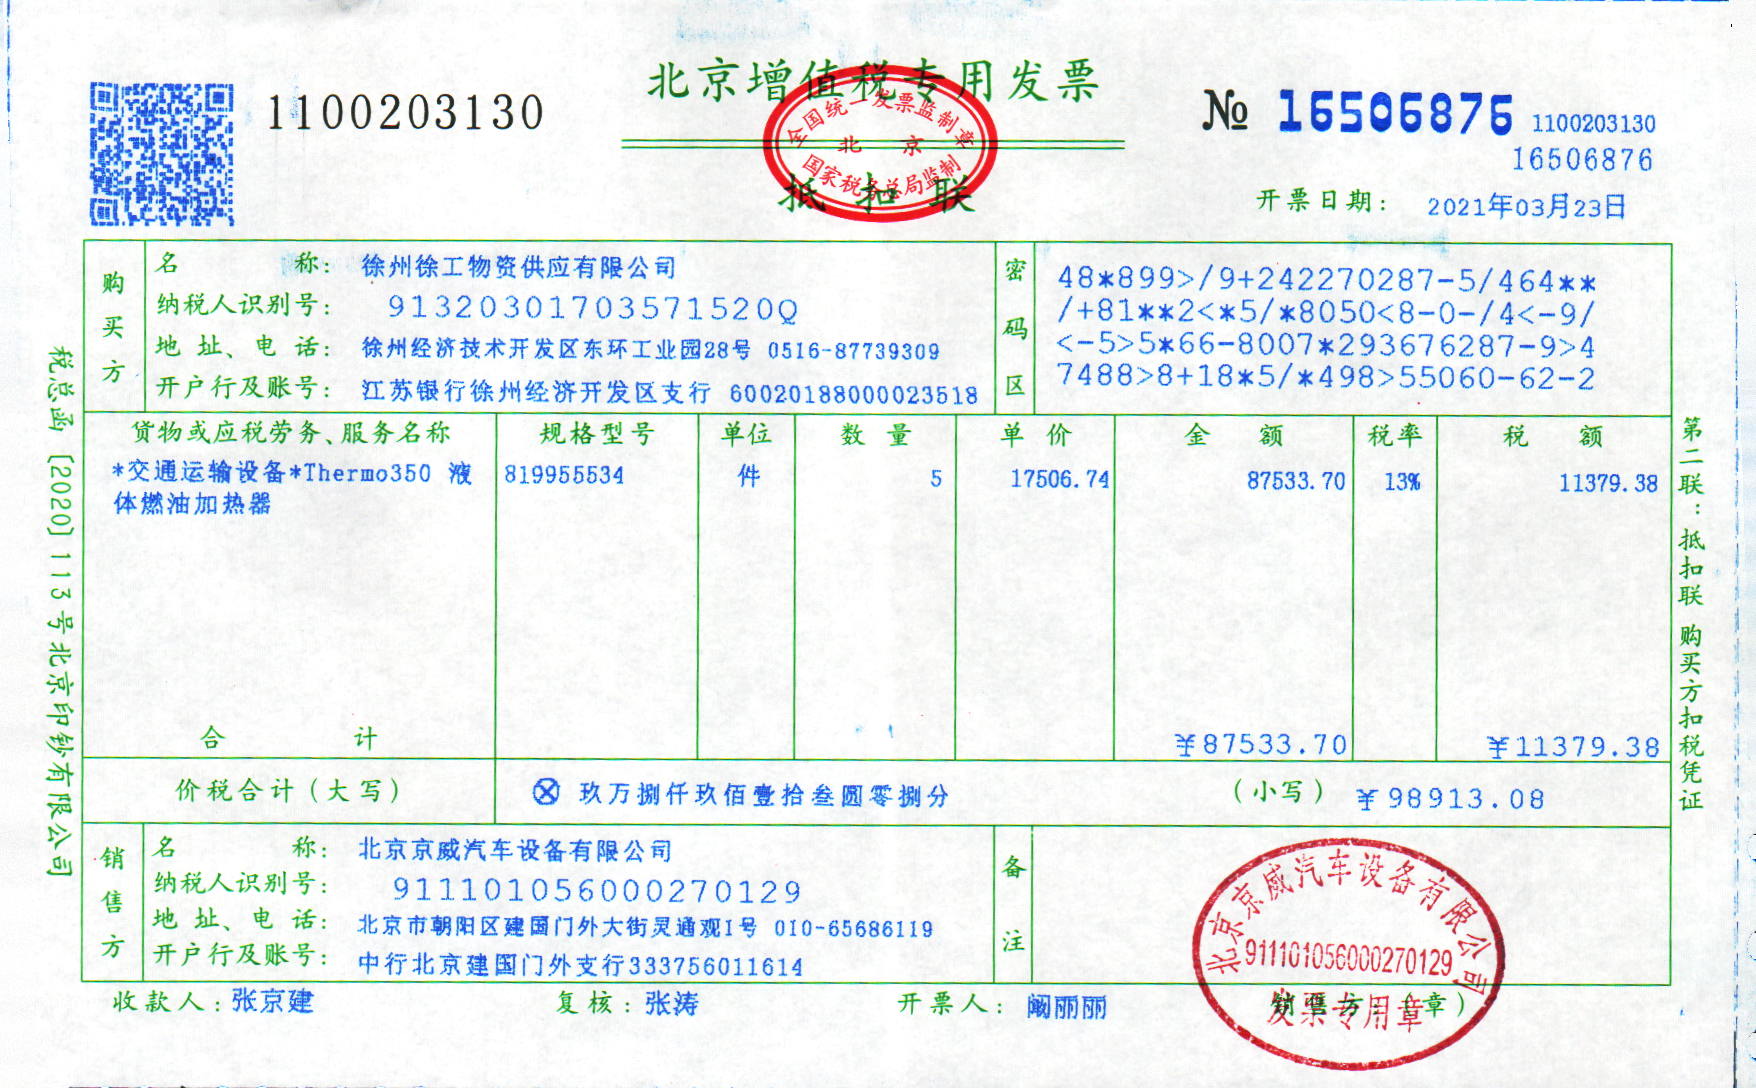 北京增值税专用发票
1100203130
№ 16506876
1100203130
16506876
全国统一发票监制章
北京
国家税务总局监制
抵扣联
开票日期: 2021年03月23日
税总函 [2020] 113号北京印钞有限公司
购买方
名称: 徐州徐工物资供应有限公司
纳税人识别号: 91320301703571520Q
地址、电话: 徐州经济技术开发区东环工业园28号 0516-87739309
开户行及账号: 江苏银行徐州经济开发区支行 60020188000023518
密码区
48*899>/9+242270287-5/464**
/+81**2<*5/*8050<8-0-/4<-9/
<-5>5*66-8007*293676287-9>4
7488>8+18*5/*498>55060-62-2
货物或应税劳务、服务名称 规格型号 单位 数量 单价 金额 税率 税额
*交通运输设备*Thermo350 液 819955534 件 5 17506.74 87533.70 13% 11379.38
体燃油加热器
合计 ¥87533.70 ¥11379.38
价税合计(大写) ⊗ 玖万捌仟玖佰壹拾叁圆零捌分 (小写) ¥98913.08
销售方
名称: 北京京威汽车设备有限公司
纳税人识别号: 911101056000270129
地址、电话: 北京市朝阳区建国门外大街灵通观1号 010-65686119
开户行及账号: 中行北京建国门外支行333756011614
备注
北京京威汽车设备有限公司
911101056000270129
发票专用章
收款人: 张京建 复核: 张涛 开票人: 阚丽丽 销售方:(章)
第二联:抵扣联 购买方扣税凭证